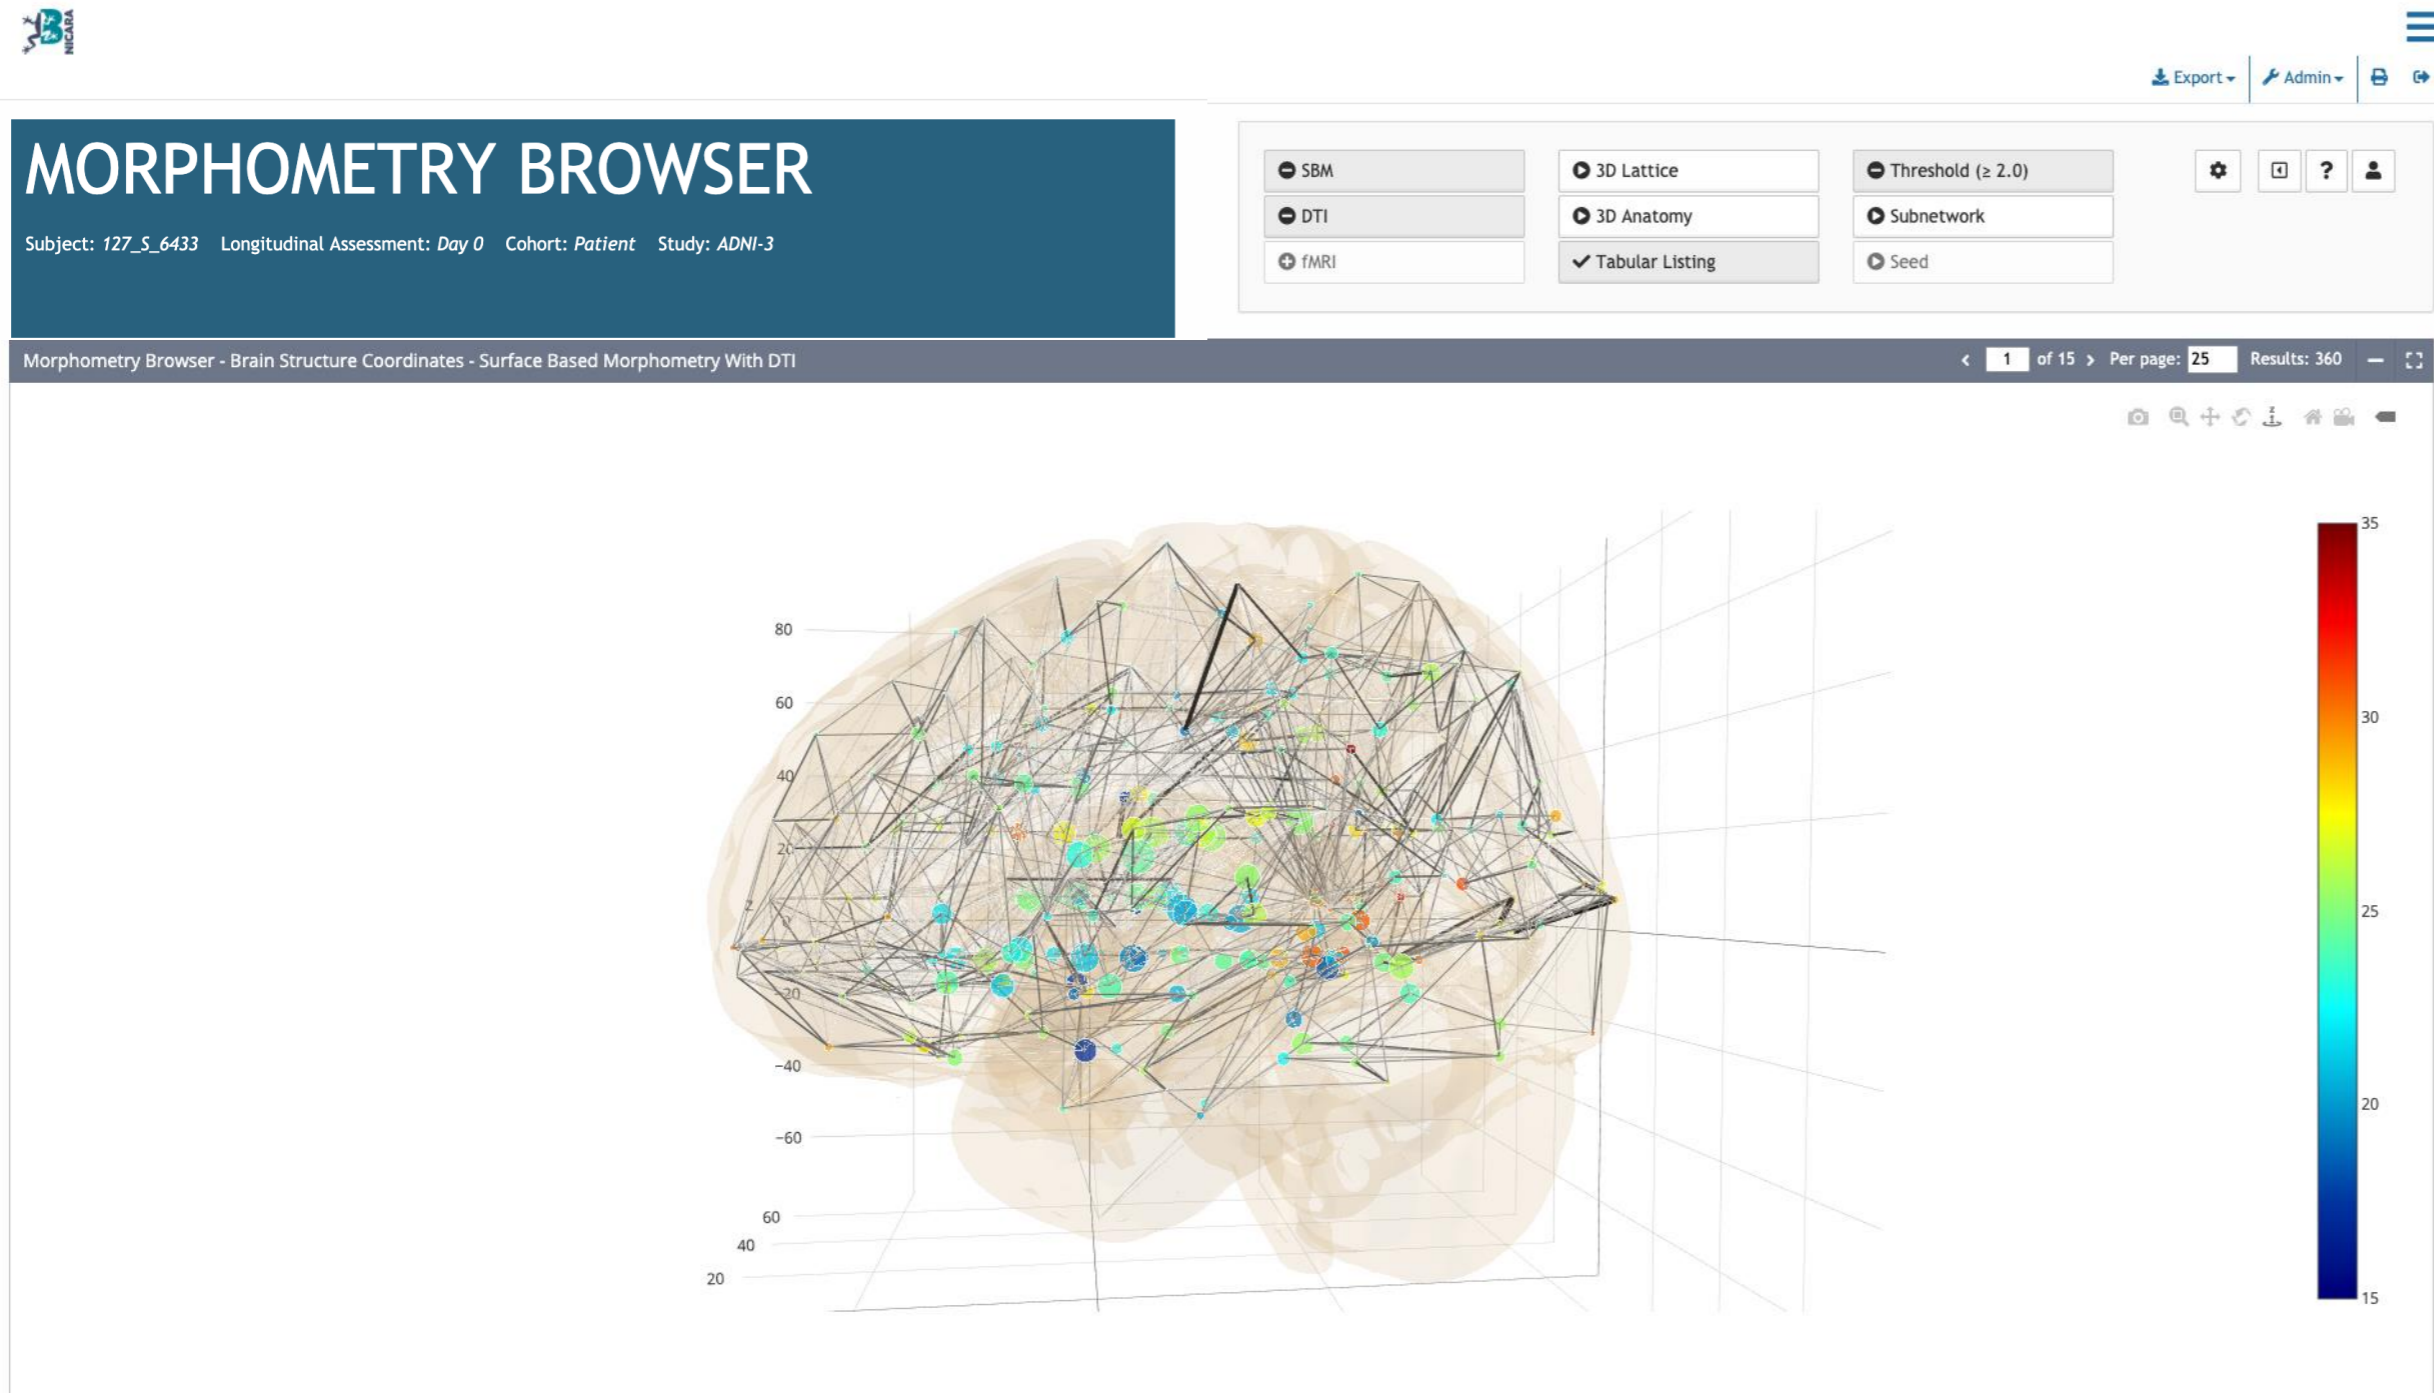 B
NICARA
Export
Admin
MORPHOMETRY BROWSER
Subject: 127_S_6433 Longitudinal Assessment: Day 0 Cohort: Patient Study: ADNI-3
SBM
3D Lattice
Threshold (≥ 2.0)
?
DTI
3D Anatomy
Subnetwork
fMRI
Tabular Listing
Seed
Morphometry Browser - Brain Structure Coordinates - Surface Based Morphometry With DTI
1 of 15 Per page: 25 Results: 360
z
35
80
60
30
40
20
25
−20
20
−40
−60
60
40
20
15